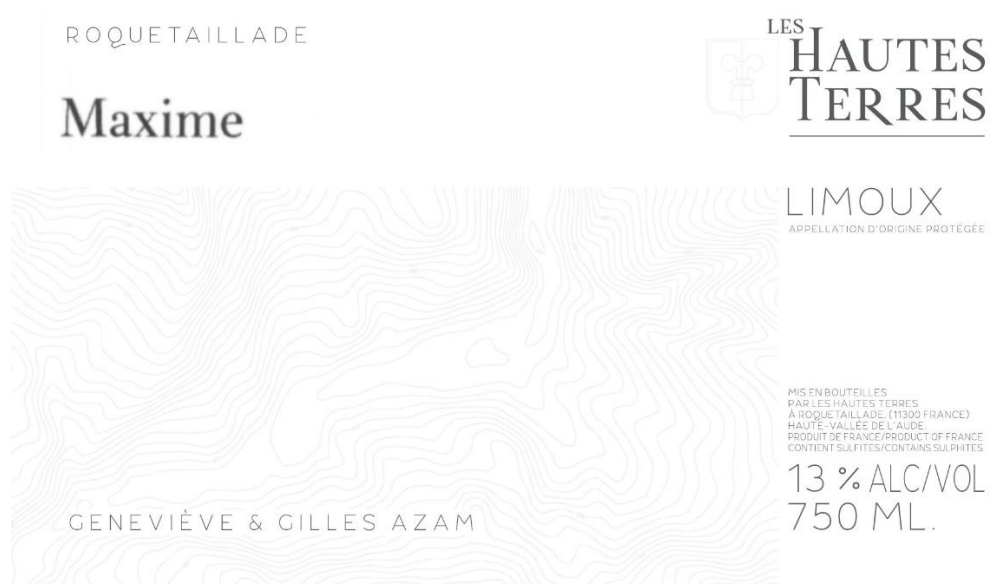 ROQUETAILLADE
Maxime
LES
HAUTES
TERRES
LIMOUX
APPELLATION D'ORIGINE PROTÉGÉE
MIS EN BOUTEILLES
PAR LES HAUTES TERRES
À ROQUETAILLADE. (11300 FRANCE)
HAUTE-VALLÉE DE L'AUDE.
PRODUIT DE FRANCE/PRODUCT OF FRANCE
CONTIENT SULFITES/CONTAINS SULPHITES
13 % ALC/VOL
750 ML.
GENEVIÈVE & GILLES AZAM